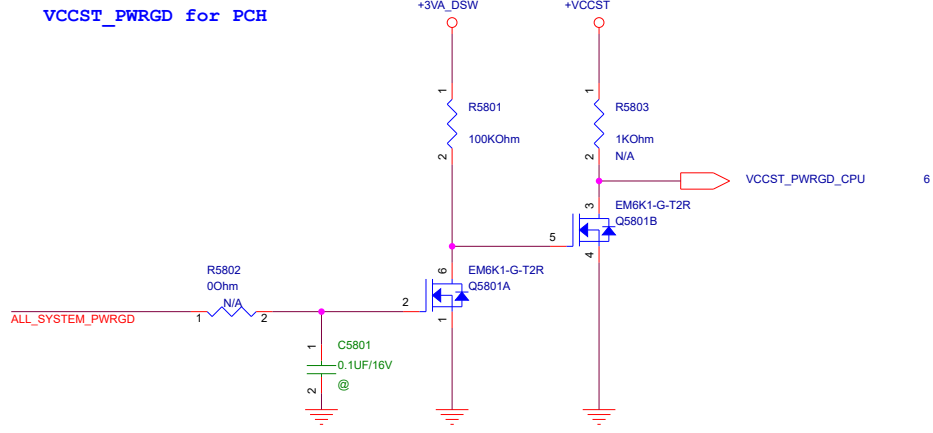 VCCST_PWRGD for PCH
+3VA_DSW
+VCCST
1
R5801
100KOhm
2
1
R5803
1KOhm
N/A
2
VCCST_PWRGD_CPU 6
3
EM6K1-G-T2R
Q5801B
5
4
6
EM6K1-G-T2R
Q5801A
2
1
R5802
0Ohm
N/A
1
2
ALL_SYSTEM_PWRGD
1
C5801
0.1UF/16V
@
2